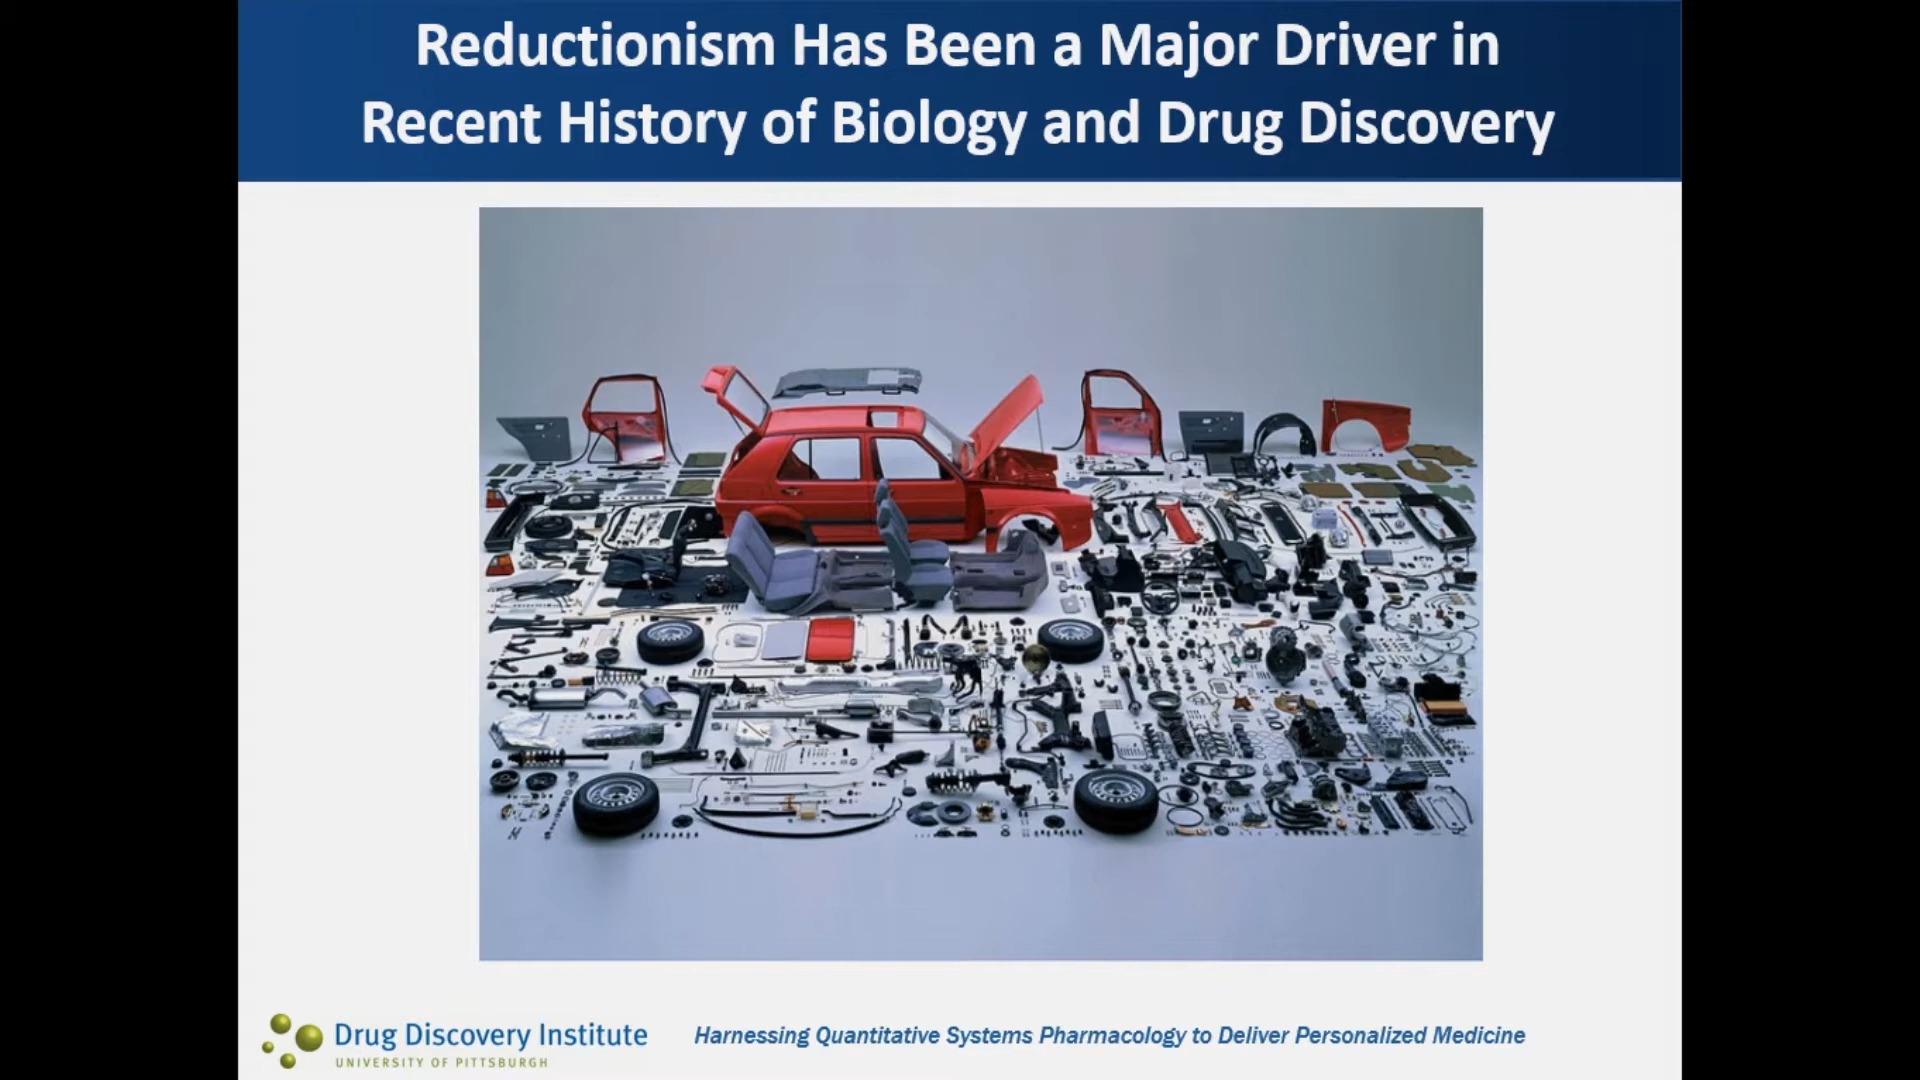 Reductionism Has Been a Major Driver in
Recent History of Biology and Drug Discovery
Drug Discovery Institute
UNIVERSITY OF PITTSBURGH
Harnessing Quantitative Systems Pharmacology to Deliver Personalized Medicine